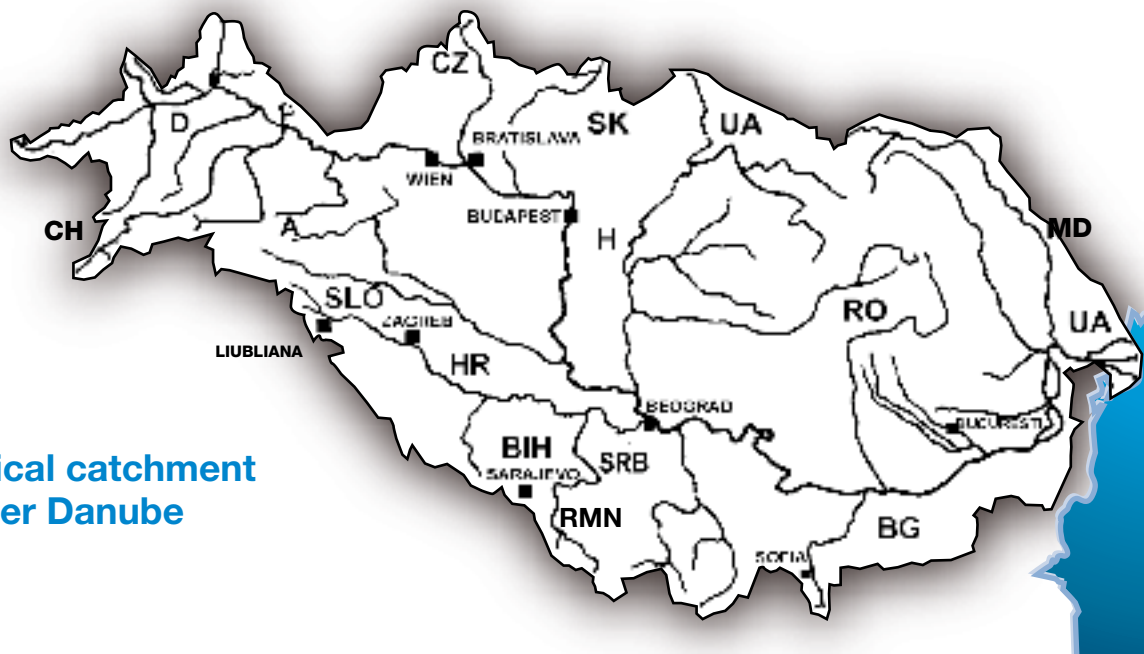 CZ
D
SK
UA
BRATISLAVA
WIEN
BUDAPEST
CH
A
H
MD
SLO
RO
UA
ZAGREB
LIUBLIANA
HR
BEOGRAD
BUCURESTI
BIH
SRB
ical catchment
SARAJEVO
er Danube
RMN
BG
SOFIA